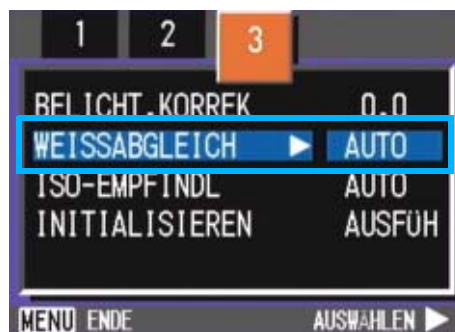 1 2 3
BELICHT.KORREK 0.0
WEISSABGLEICH ▶ AUTO
ISO-EMPFINDL AUTO
INITIALISIEREN AUSFÜH
MENU ENDE AUSWÄHLEN ▶